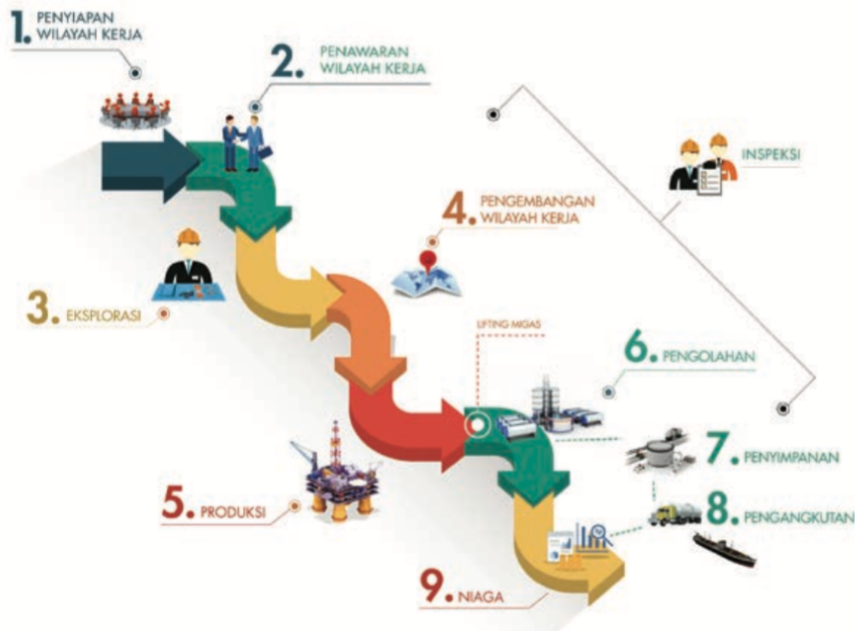 1. PENYIAPAN
WILAYAH KERJA
2. PENAWARAN
WILAYAH KERJA
INSPEKSI
3. EKSPLORASI
4. PENGEMBANGAN
WILAYAH KERJA
LIFTING MIGAS
5. PRODUKSI
6. PENGOLAHAN
7. PENYIMPANAN
8. PENGANGKUTAN
9. NIAGA